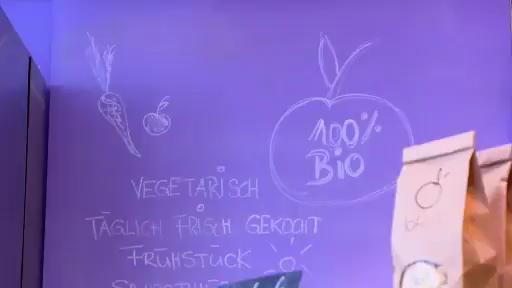 100%
BiO
VEGETARISCH
TÄGLICH FRISCH GEKOCHT
FRÜHSTÜCK